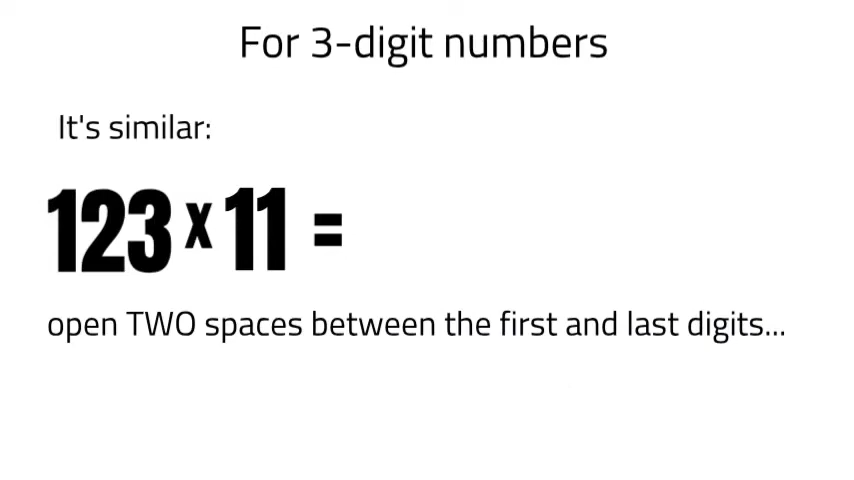 For 3-digit numbers
It's similar:
123 x 11 =
open TWO spaces between the first and last digits...